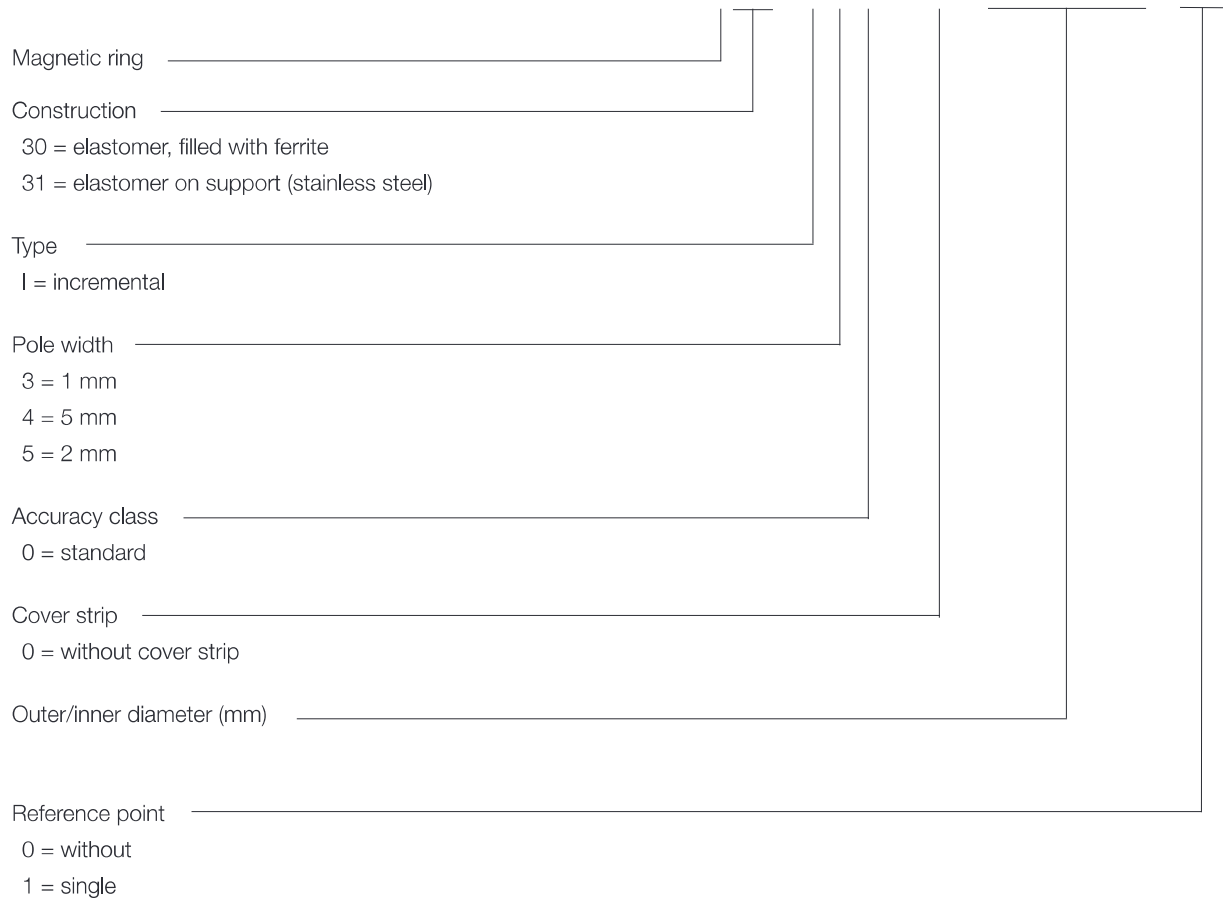 Magnetic ring
Construction
30 = elastomer, filled with ferrite
31 = elastomer on support (stainless steel)
Type
I = incremental
Pole width
3 = 1 mm
4 = 5 mm
5 = 2 mm
Accuracy class
0 = standard
Cover strip
0 = without cover strip
Outer/inner diameter (mm)
Reference point
0 = without
1 = single